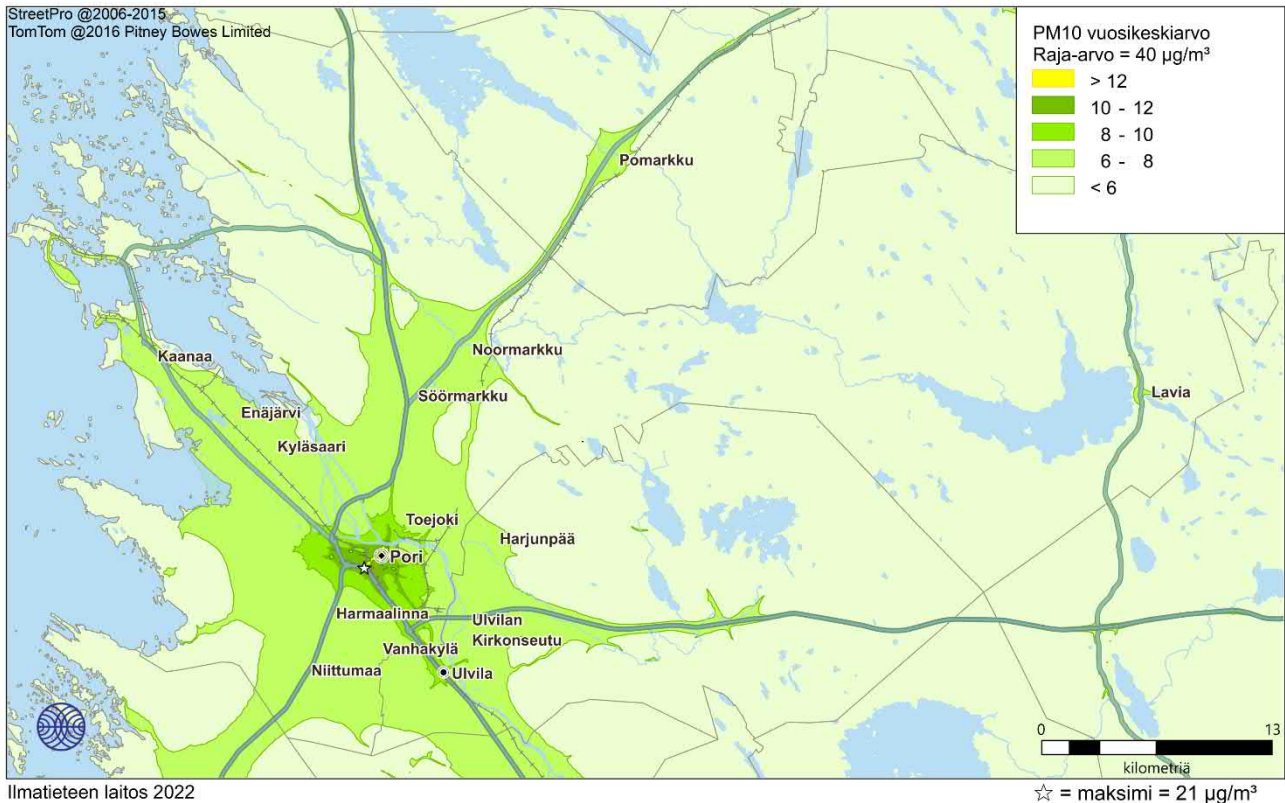 StreetPro @2006-2015
TomTom @2016 Pitney Bowes Limited
PM10 vuosikeskiarvo
Raja-arvo = 40 µg/m³
> 12
10 - 12
8 - 10
6 - 8
< 6
Pomarkku
Kaanaa
Noormarkku
Söörmarkku
Lavia
Enäjärvi
Kyläsaari
Toejoki
Harjunpää
Pori
Harmaalinna
Ulvilan
Kirkonseutu
Vanhakylä
Niittumaa
Ulvila
0 13
kilometriä
Ilmatieteen laitos 2022
☆ = maksimi = 21 µg/m³